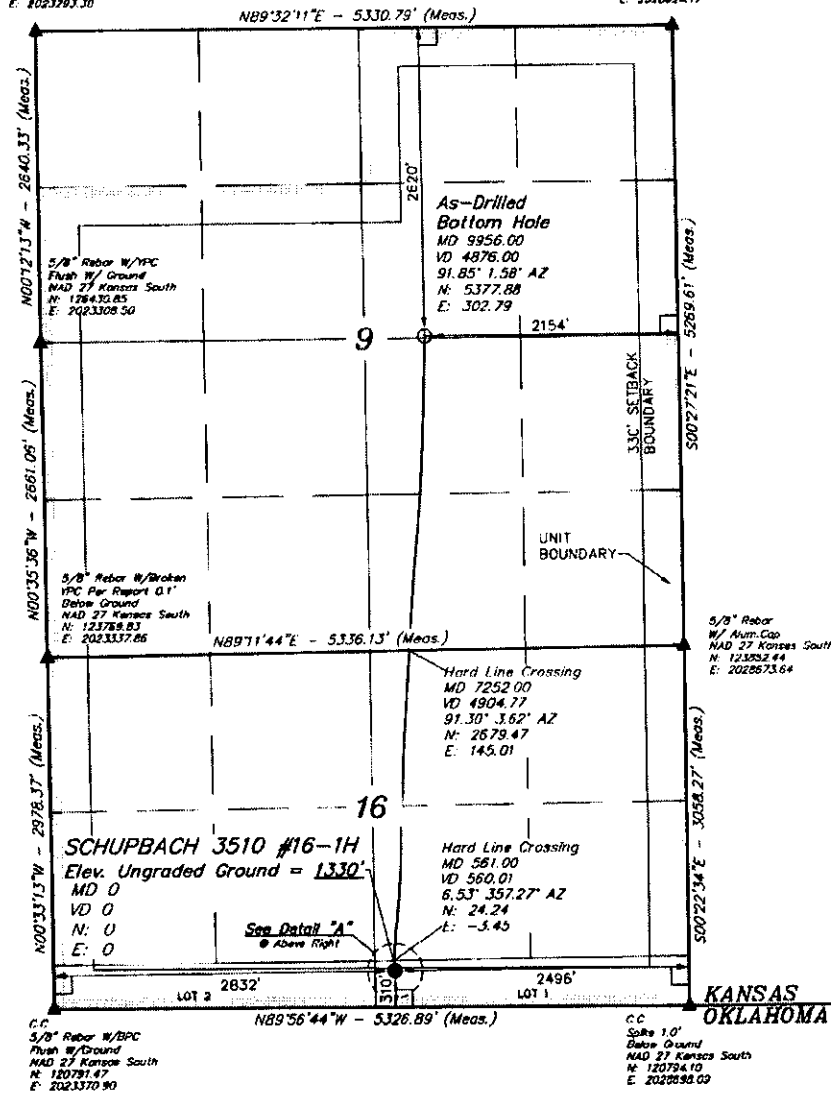 E: 2023293.30
N89°32'11"E - 5330.79' (Meas.)
N00°12'13"W - 2640.33' (Meas.)
2620'
As-Drilled
Bottom Hole
MD 9956.00
VD 4876.00
91.85° 1.58° AZ
N: 5377.88
E: 302.79
5/8" Rebar W/YPC
Flush W/ Ground
NAD 27 Kansas South
N: 126430.85
E: 2023308.50
9
2154'
S00°27'21"E - 5269.61' (Meas.)
330' SETBACK
BOUNDARY
N00°35'36"W - 2661.06' (Meas.)
UNIT
BOUNDARY
5/8" Rebar W/Broken
YPC Per Report 0.1'
Below Ground
NAD 27 Kansas South
N: 123769.83
E: 2023337.86
N89°11'44"E - 5336.13' (Meas.)
5/8" Rebar
W/ Alum. Cap
NAD 27 Kansas South
N: 123852.44
E: 2028673.64
Hard Line Crossing
MD 7252.00
VD 4904.77
91.30° 3.62° AZ
N: 2679.47
E: 145.01
16
N00°33'13"W - 2978.37' (Meas.)
S00°22'34"E - 3058.27' (Meas.)
SCHUPBACH 3510 #16-1H
Elev. Ungraded Ground = 1330'
MD 0
VD 0
N: 0
E: 0
See Detail "A"
Above Right
Hard Line Crossing
MD 561.00
VD 560.01
6.53° 357.27° AZ
N: 24.24
E: -3.45
2832'
310'
2496'
LOT 2
LOT 1
N89°56'44"W - 5326.89' (Meas.)
KANSAS
OKLAHOMA
C.C.
5/8" Rebar W/BPC
Flush W/Ground
NAD 27 Kansas South
N: 120791.47
E: 2023370.90
C.C.
Spike 1.0'
Below Ground
NAD 27 Kansas South
N: 120794.10
E: 2028698.09